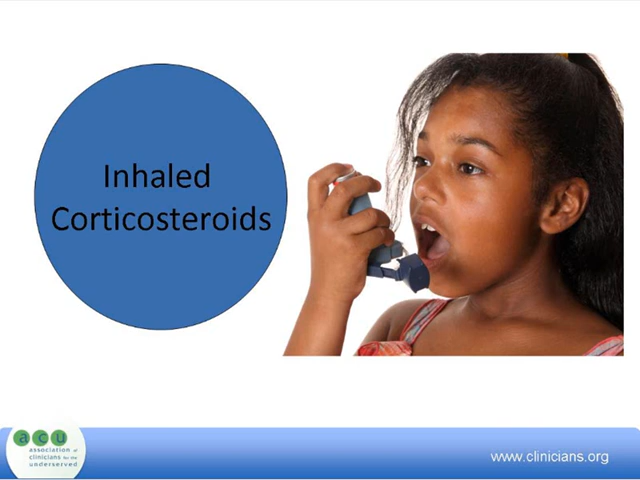 Inhaled
Corticosteroids
acu
association of
clinicians for the
underserved
www.clinicians.org